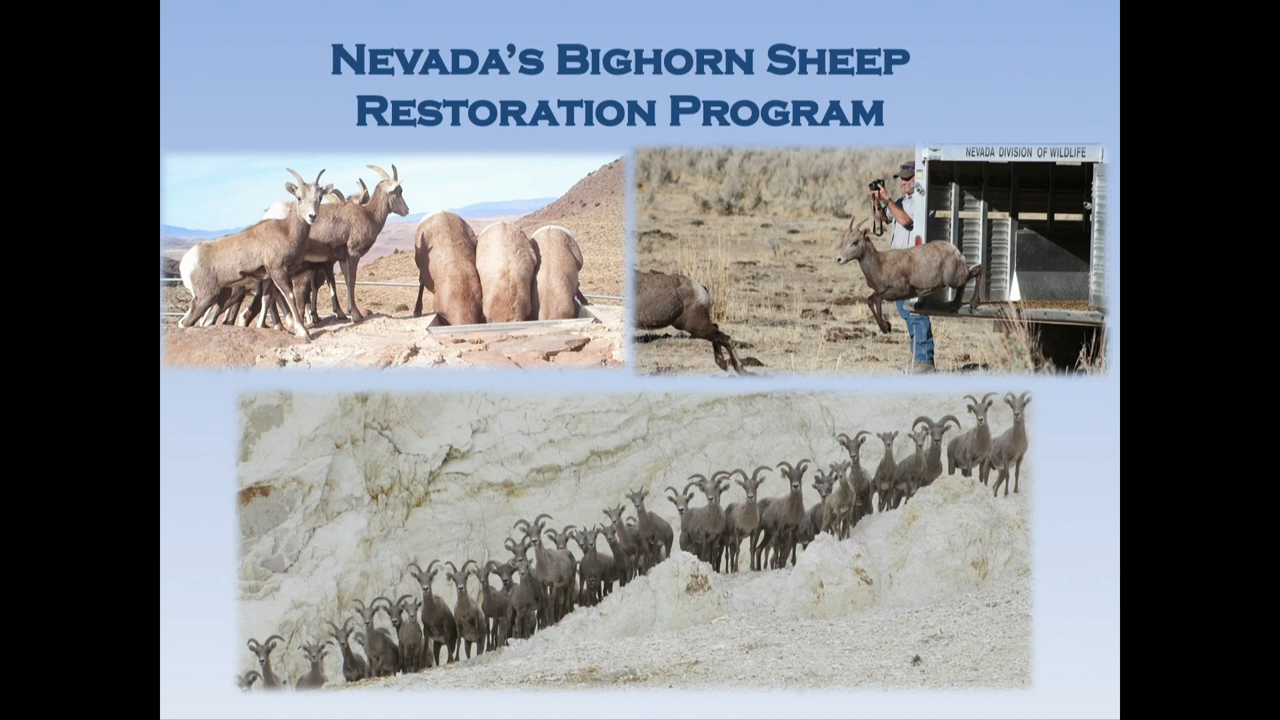 NEVADA'S BIGHORN SHEEP
RESTORATION PROGRAM
NEVADA DIVISION OF WILDLIFE